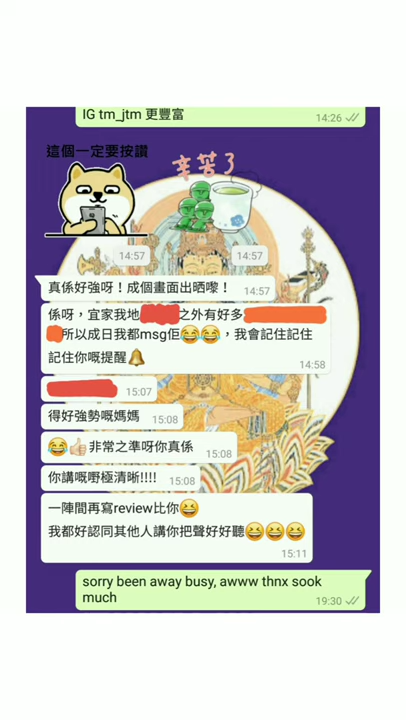 IG tm_jtm 更豐富
14:26
這個一定要按讚
辛苦了
14:57
14:57
真係好強呀！成個畫面出晒嚟！
14:57
係呀，宜家我地之外有好多
所以成日我都msg佢😂😂，我會記住記住
記住你嘅提醒🔔
14:58
15:07
得好強勢嘅媽媽
15:08
😂👍🏻非常之準呀你真係
15:08
你講嘅嘢極清晰!!!!
15:08
一陣間再寫review比你😆
我都好認同其他人講你把聲好好聽😆😆😆
15:11
sorry been away busy, awww thnx sook
much
19:30